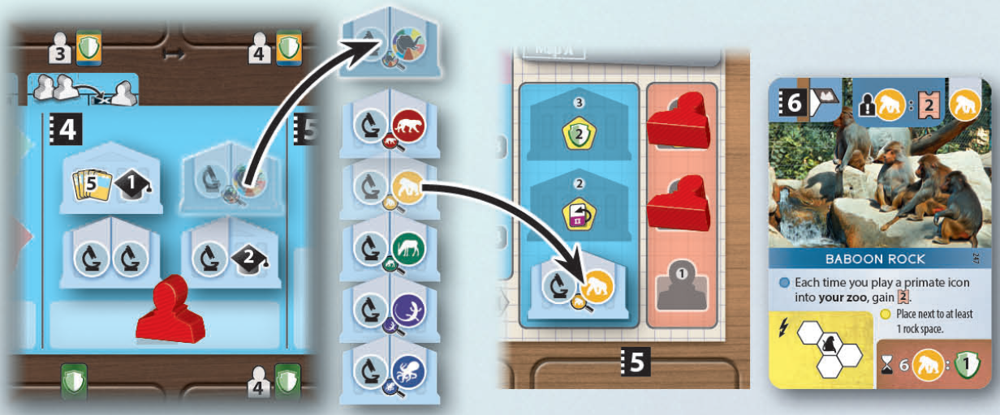 3
4
4
5
5 1
2
4
Map
3
2
2
1
5
6
! : 2
BABOON ROCK
247
Each time you play a primate icon
into your zoo, gain 2.
Place next to at least
1 rock space.
6 : 1